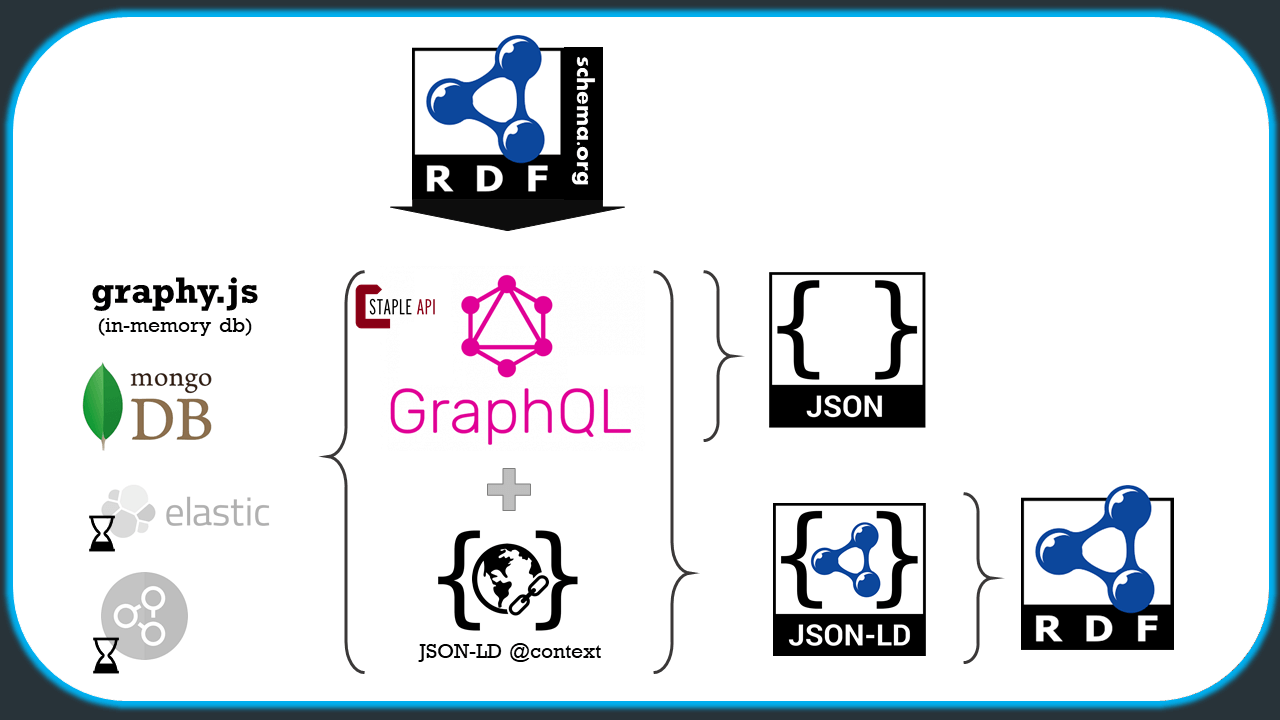 schema.org
R D F
graphy.js
(in-memory db)
mongo
DB
elastic
STAPLE API
GraphQL
{ }
JSON-LD @context
{ }
JSON
{ }
JSON-LD
R D F